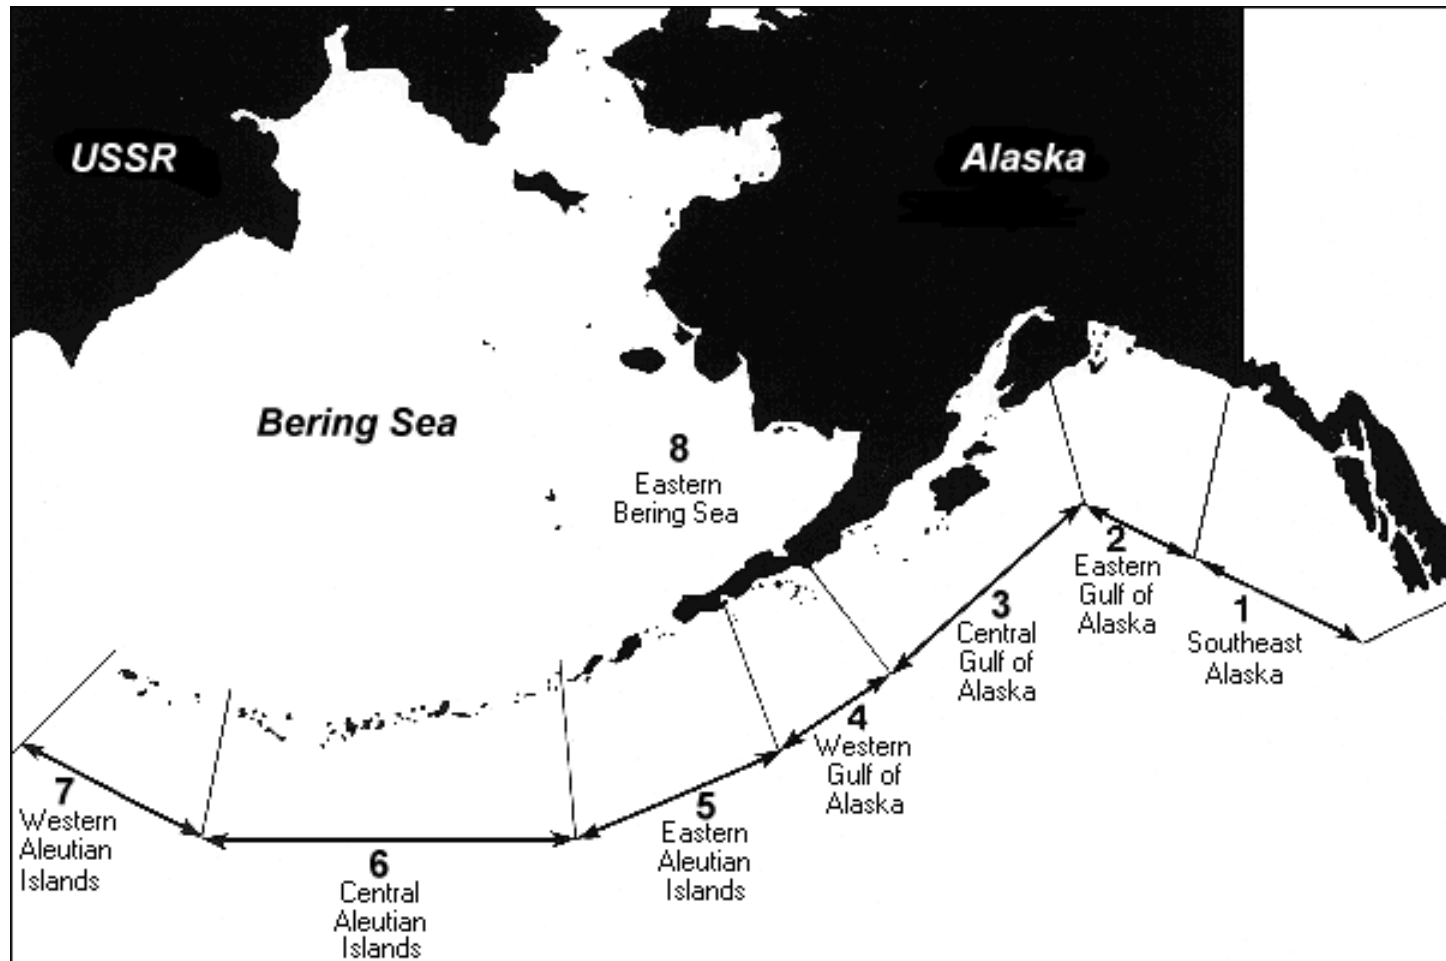 USSR
Alaska
Bering Sea
8
Eastern
Bering Sea
2
Eastern
Gulf of
Alaska
1
Southeast
Alaska
3
Central
Gulf of
Alaska
4
Western
Gulf of
Alaska
5
Eastern
Aleutian
Islands
6
Central
Aleutian
Islands
7
Western
Aleutian
Islands